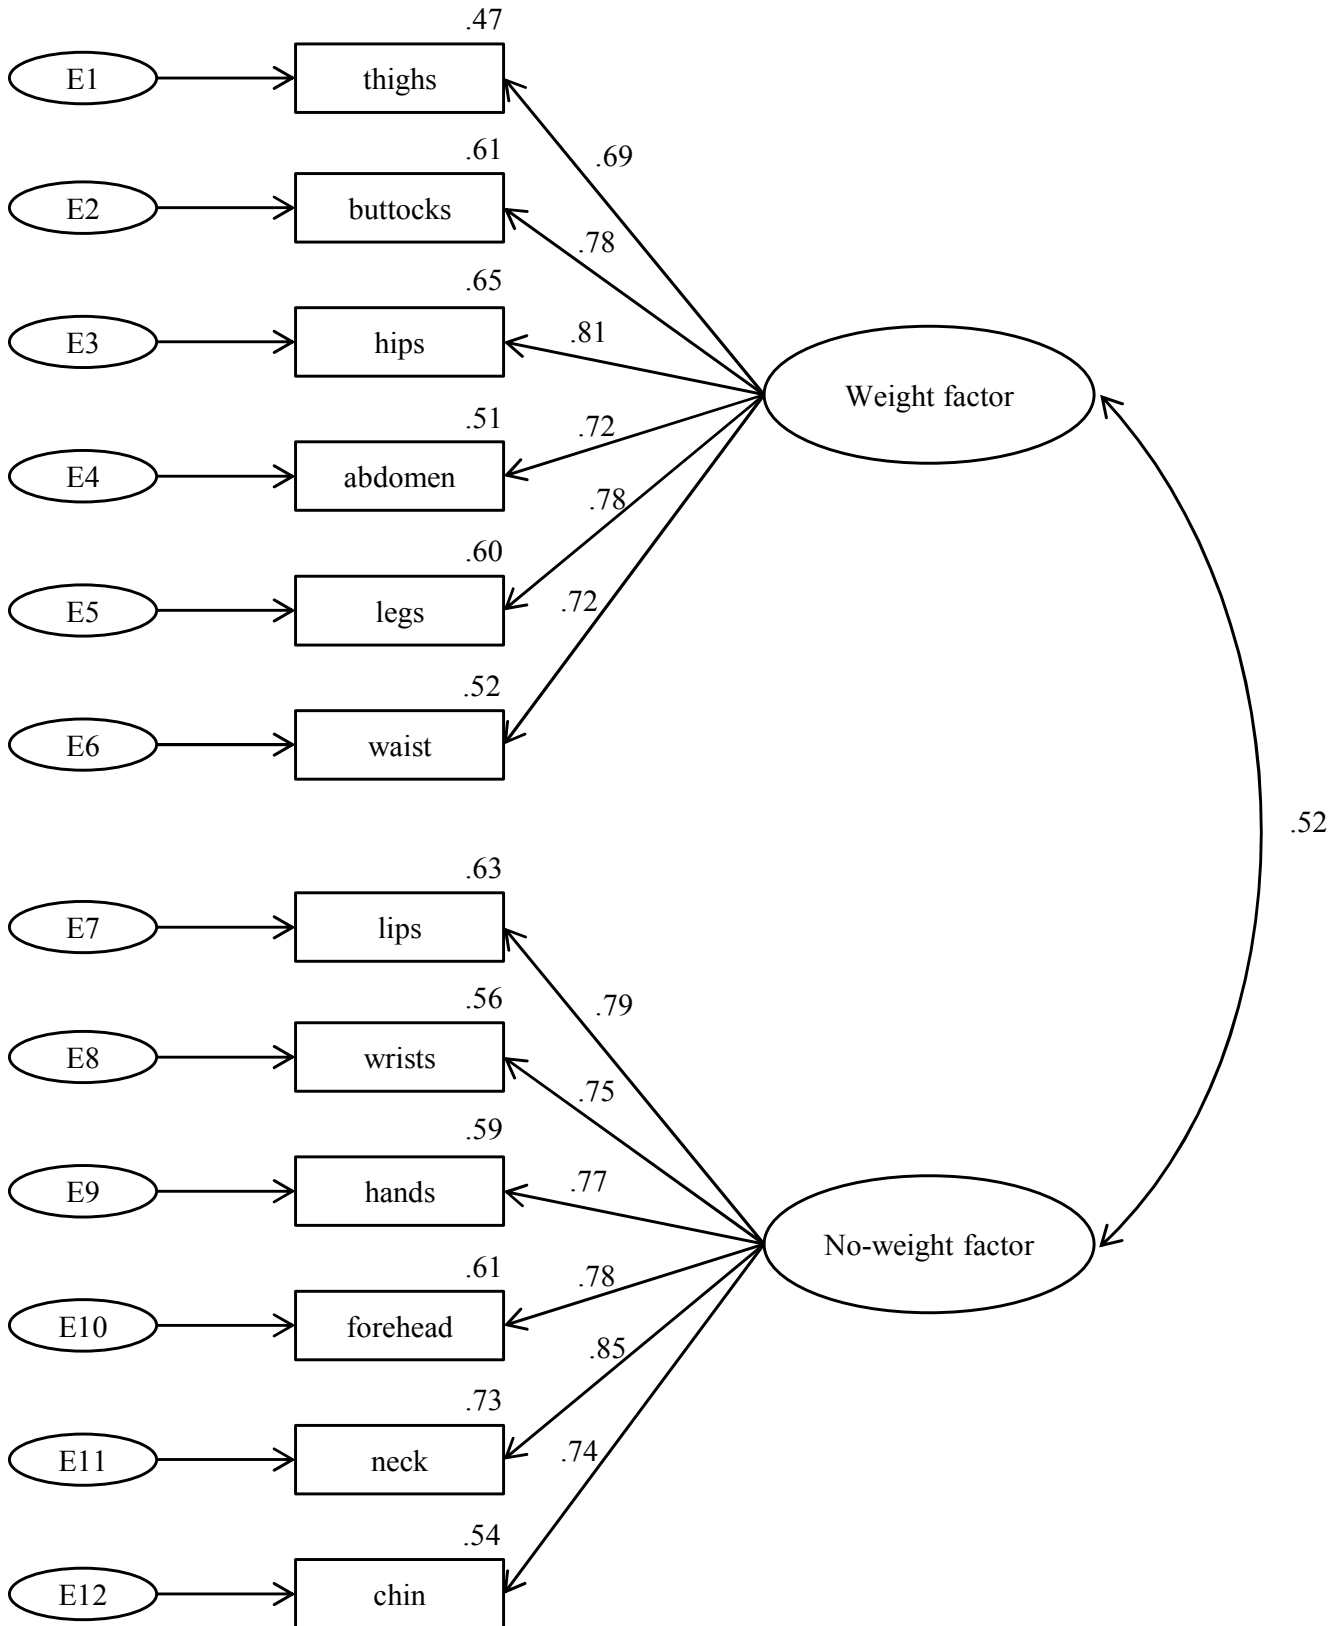 .47
E1 thighs
.69
.61
E2 buttocks
.78
.65
E3 hips
.81
Weight factor
.51
E4 abdomen
.72
.60
E5 legs
.78
.52
E6 waist
.72
.52
.63
E7 lips
.79
.56
E8 wrists
.75
.59
E9 hands
.77
No-weight factor
.61
E10 forehead
.78
.73
E11 neck
.85
.54
E12 chin
.74